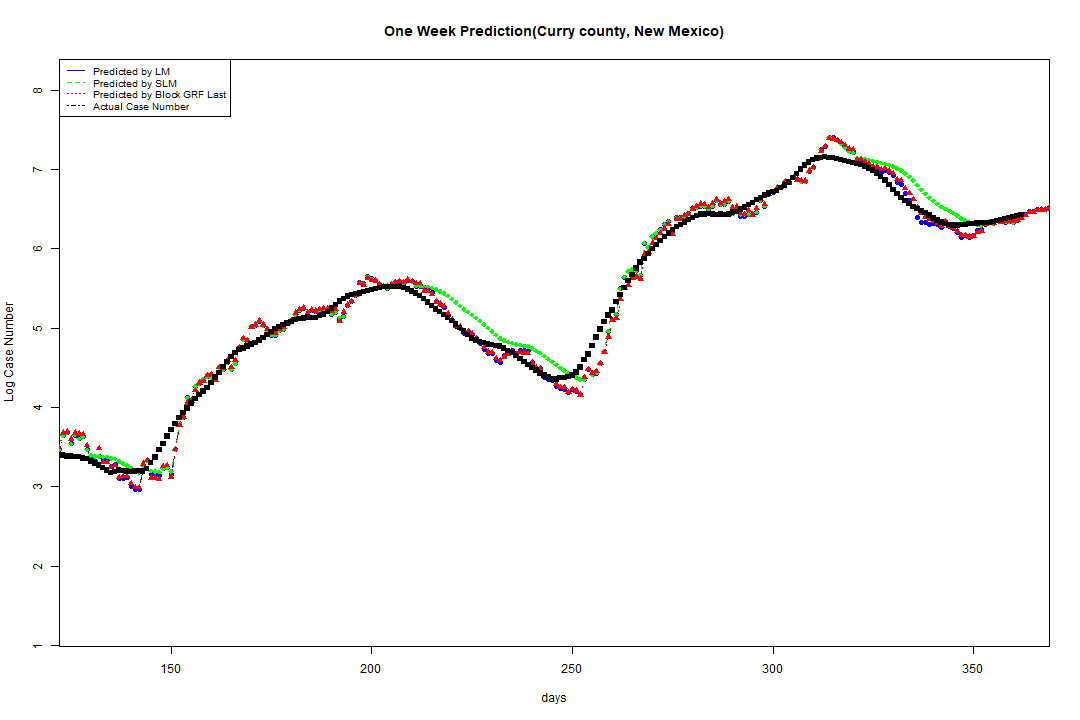 One Week Prediction(Curry county, New Mexico)
Predicted by LM
Predicted by SLM
Predicted by Block GRF Last
Actual Case Number
Log Case Number
8
7
6
5
4
3
2
1
150 200 250 300 350
days